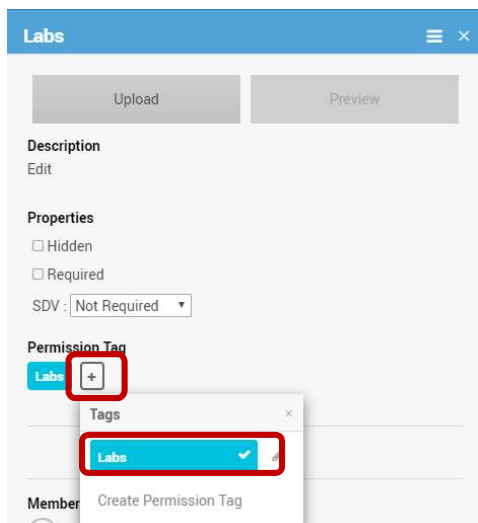 Labs
Upload Preview
Description
Edit
Properties
Hidden
Required
SDV : Not Required
Permission Tag
Labs +
Tags
Labs
Create Permission Tag
Member